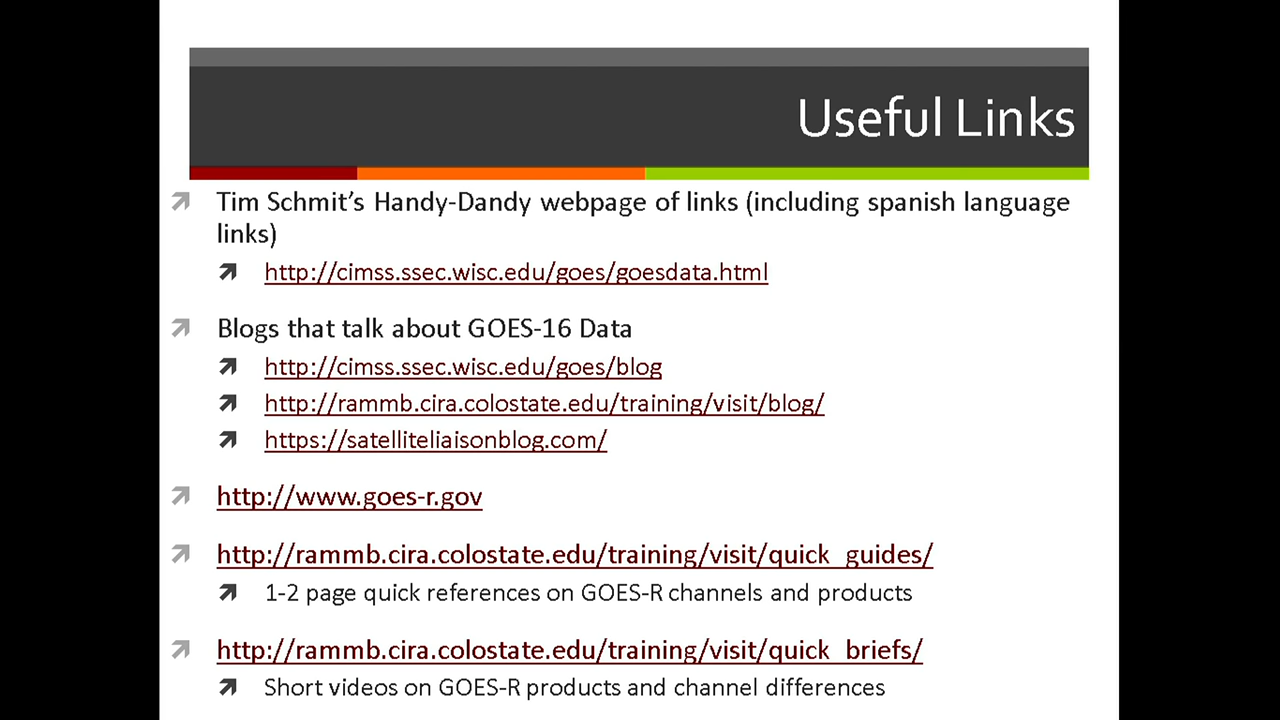 Useful Links
Tim Schmit's Handy-Dandy webpage of links (including spanish language
links)
http://cimss.ssec.wisc.edu/goes/goesdata.html
Blogs that talk about GOES-16 Data
http://cimss.ssec.wisc.edu/goes/blog
http://rammb.cira.colostate.edu/training/visit/blog/
https://satelliteliaisonblog.com/
http://www.goes-r.gov
http://rammb.cira.colostate.edu/training/visit/quick_guides/
1-2 page quick references on GOES-R channels and products
http://rammb.cira.colostate.edu/training/visit/quick_briefs/
Short videos on GOES-R products and channel differences